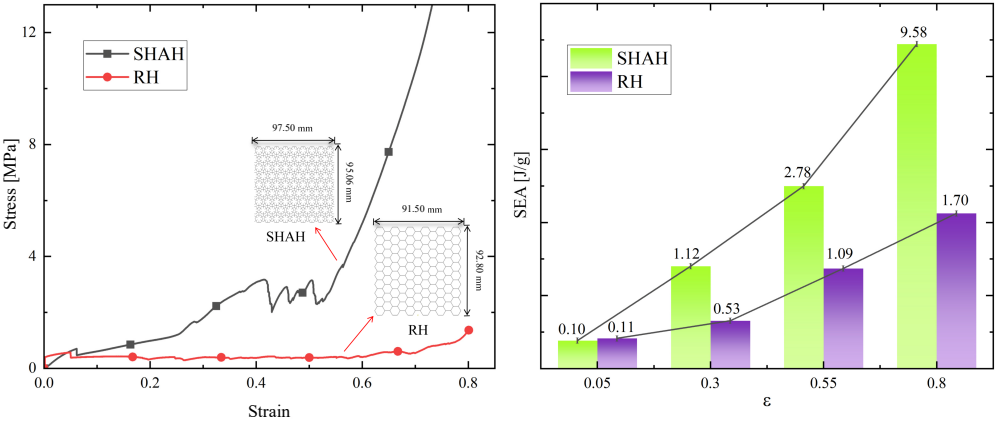 12
8
4
0
0.0
0.2
0.4
0.6
0.8
Stress [MPa]
Strain
SHAH
RH
97.50 mm
95.06 mm
SHAH
91.50 mm
92.80 mm
RH
SEA [J/g]
SHAH
RH
0.10
0.11
1.12
0.53
2.78
1.09
9.58
1.70
0.05
0.3
0.55
0.8
ε